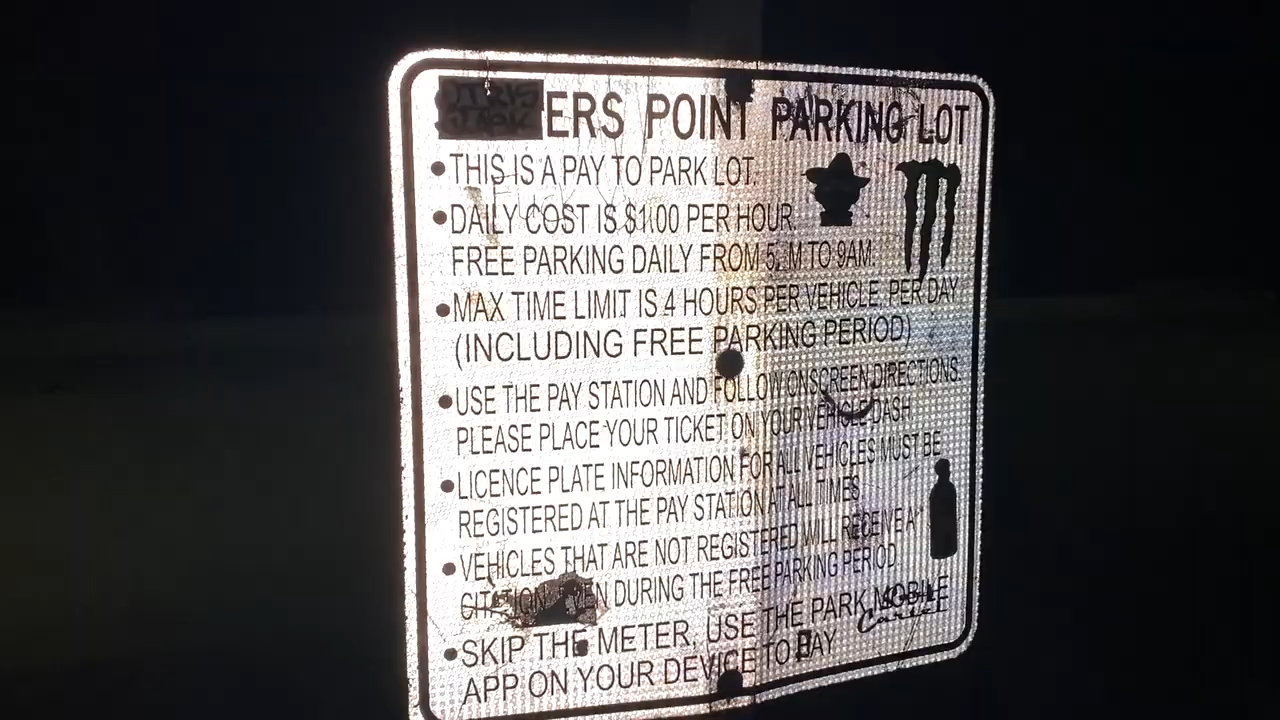 ERS POINT PARKING LOT
• THIS IS A PAY TO PARK LOT.
• DAILY COST IS $1.00 PER HOUR.
FREE PARKING DAILY FROM 5 M TO 9AM.
• MAX TIME LIMIT IS 4 HOURS PER VEHICLE, PER DAY
(INCLUDING FREE PARKING PERIOD)
• USE THE PAY STATION AND FOLLOW ONSCREEN DIRECTIONS.
PLEASE PLACE YOUR TICKET ON YOUR VEHICLE DASH
• LICENCE PLATE INFORMATION FOR ALL VEHICLES MUST BE
REGISTERED AT THE PAY STATION AT ALL TIMES
• VEHICLES THAT ARE NOT REGISTERED WILL RECEIVE A
CITATION EVEN DURING THE FREE PARKING PERIOD
• SKIP THE METER, USE THE PARK MOBILE
APP ON YOUR DEVICE TO PAY